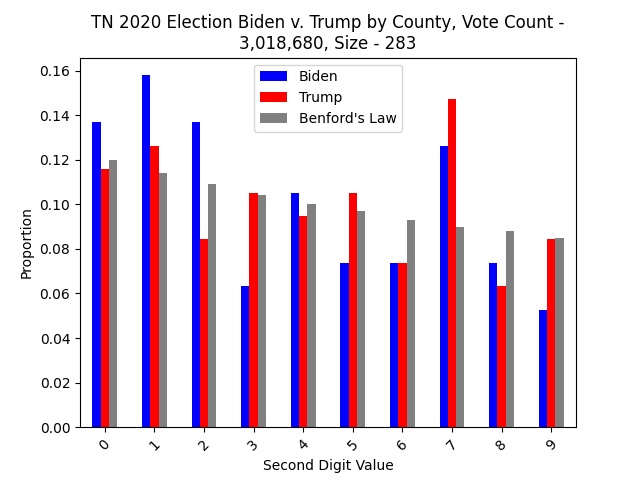 TN 2020 Election Biden v. Trump by County, Vote Count -
3,018,680, Size - 283
Biden
Trump
Benford's Law
Proportion
0.16
0.14
0.12
0.10
0.08
0.06
0.04
0.02
0.00
0 1 2 3 4 5 6 7 8 9
Second Digit Value